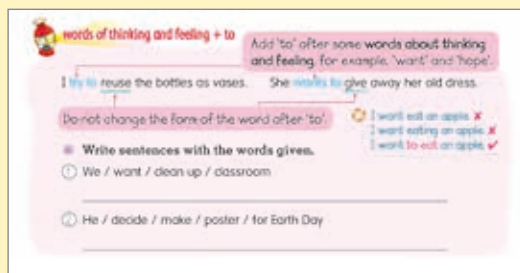 words of thinking and feeling + to
Add 'to' after some words about thinking
and feeling, for example, 'want' and 'hope'.
I try to reuse the bottles as vases. She wants to give away her old dress.
Do not change the form of the word after 'to'.
I want eat an apple. ✗
I want eating an apple. ✗
I want to eat an apple. ✓
Write sentences with the words given.
1 We / want / clean up / classroom
2 He / decide / make / poster / for Earth Day